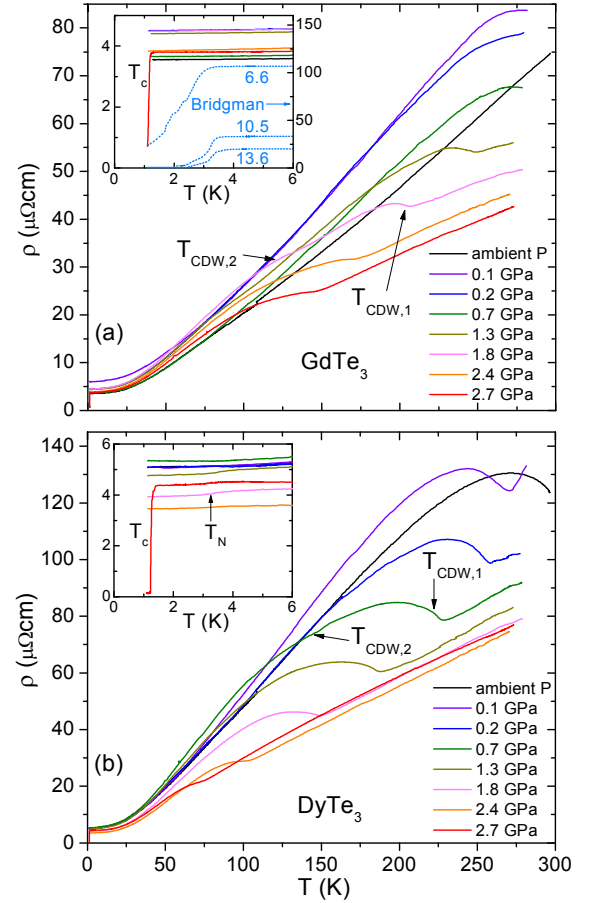 (a)
ρ (μΩcm)
80
70
60
50
40
30
20
10
0
4
2
0
150
100
50
0
T_c
6.6
Bridgman
10.5
13.6
2
4
6
T (K)
T_CDW,2
T_CDW,1
GdTe₃
ambient P
0.1 GPa
0.2 GPa
0.7 GPa
1.3 GPa
1.8 GPa
2.4 GPa
2.7 GPa
(b)
ρ (μΩcm)
140
120
100
80
60
40
20
0
6
4
2
0
T_c
T_N
0
2
4
6
T (K)
T_CDW,1
T_CDW,2
DyTe₃
ambient P
0.1 GPa
0.2 GPa
0.7 GPa
1.3 GPa
1.8 GPa
2.4 GPa
2.7 GPa
0
50
100
150
200
250
300
T (K)